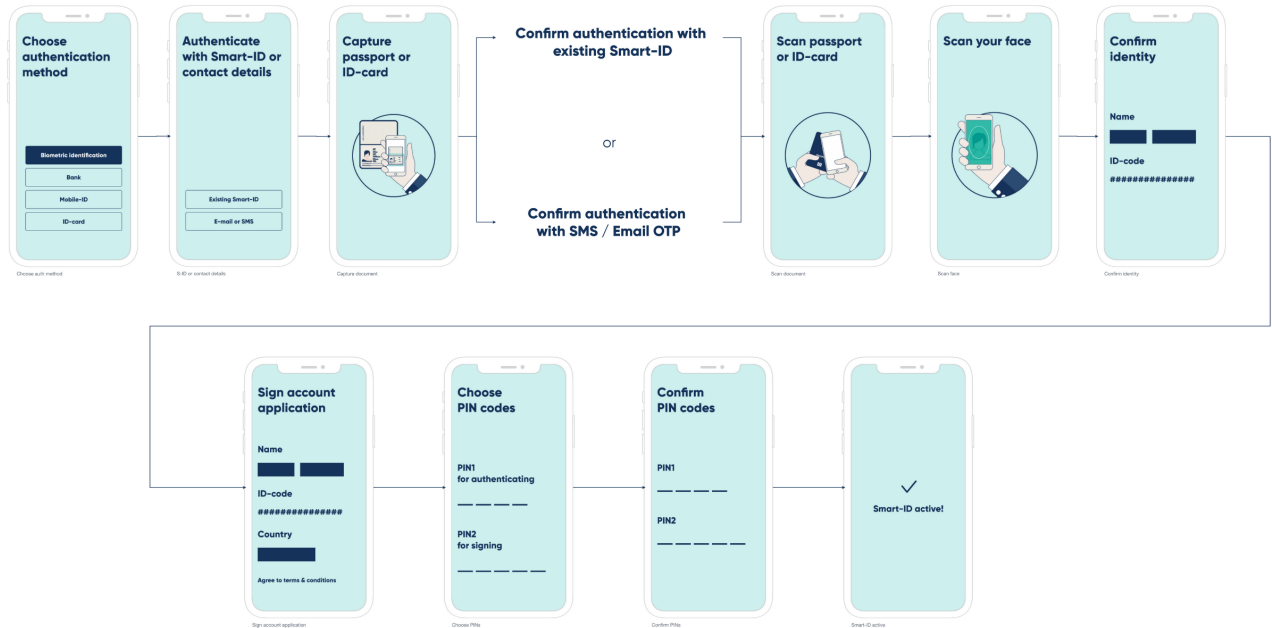 Choose
authentication
method
Biometric identification
Bank
Mobile-ID
ID-card
Choose auth method
Authenticate
with Smart-ID or
contact details
Existing Smart-ID
E-mail or SMS
S-ID or contact details
Capture
passport or
ID-card
Capture document
Confirm authentication with
existing Smart-ID
or
Confirm authentication
with SMS / Email OTP
Scan passport
or ID-card
Scan document
Scan your face
Scan face
Confirm
identity
Name
ID-code
###############
Confirm identity
Sign account
application
Name
ID-code
###############
Country
Agree to terms & conditions
Sign account application
Choose
PIN codes
PIN1
for authenticating
PIN2
for signing
Choose PINs
Confirm
PIN codes
PIN1
PIN2
Confirm PINs
Smart-ID active!
Smart-ID active